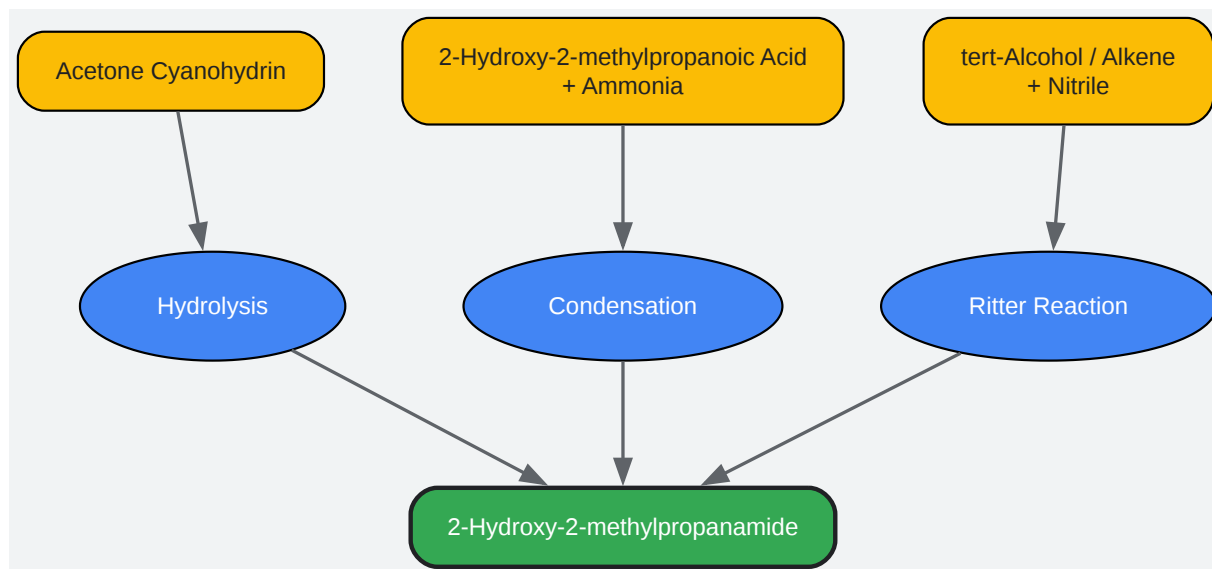 Acetone Cyanohydrin
2-Hydroxy-2-methylpropanoic Acid
+ Ammonia
tert-Alcohol / Alkene
+ Nitrile
Hydrolysis
Condensation
Ritter Reaction
2-Hydroxy-2-methylpropanamide